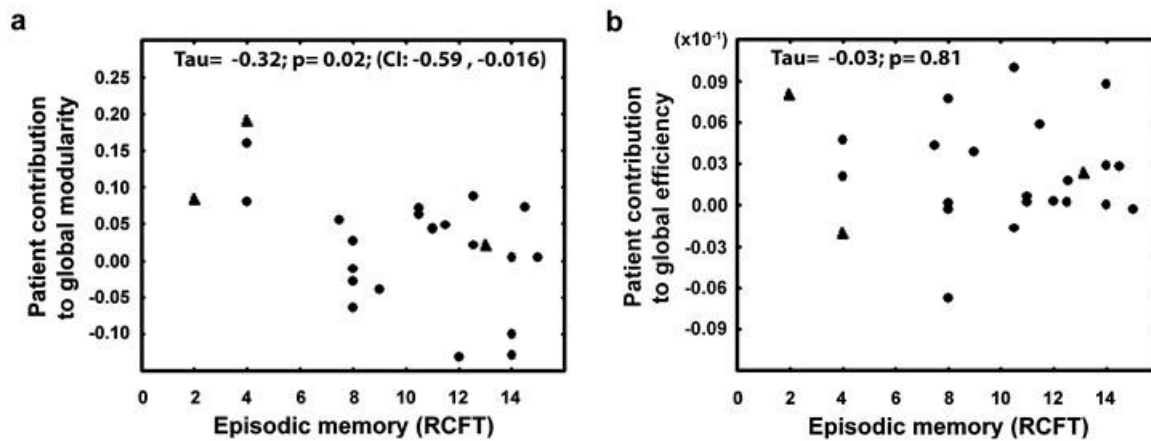 a
Tau= -0.32; p= 0.02; (CI: -0.59 , -0.016)
Patient contribution
to global modularity
0.25
0.20
0.15
0.10
0.05
0.00
-0.05
-0.10
0 2 4 6 8 10 12 14
Episodic memory (RCFT)
b
(x10⁻¹)
Tau= -0.03; p= 0.81
Patient contribution
to global efficiency
0.09
0.06
0.03
0.00
-0.03
-0.06
-0.09
0 2 4 6 8 10 12 14
Episodic memory (RCFT)